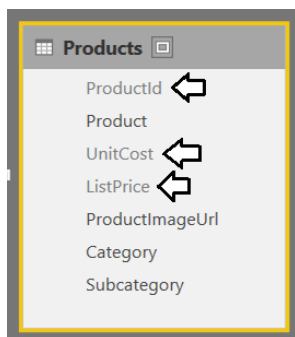 Products
ProductId
Product
UnitCost
ListPrice
ProductImageUrl
Category
Subcategory